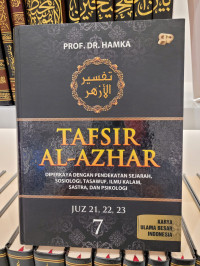 PROF. DR. HAMKA
تفسير
الأزهر
TAFSIR
AL-AZHAR
DIPERKAYA DENGAN PENDEKATAN SEJARAH,
SOSIOLOGI, TASAWUF, ILMU KALAM,
SASTRA, DAN PSIKOLOGI
JUZ 21, 22, 23
7
KARYA
ULAMA BESAR
INDONESIA